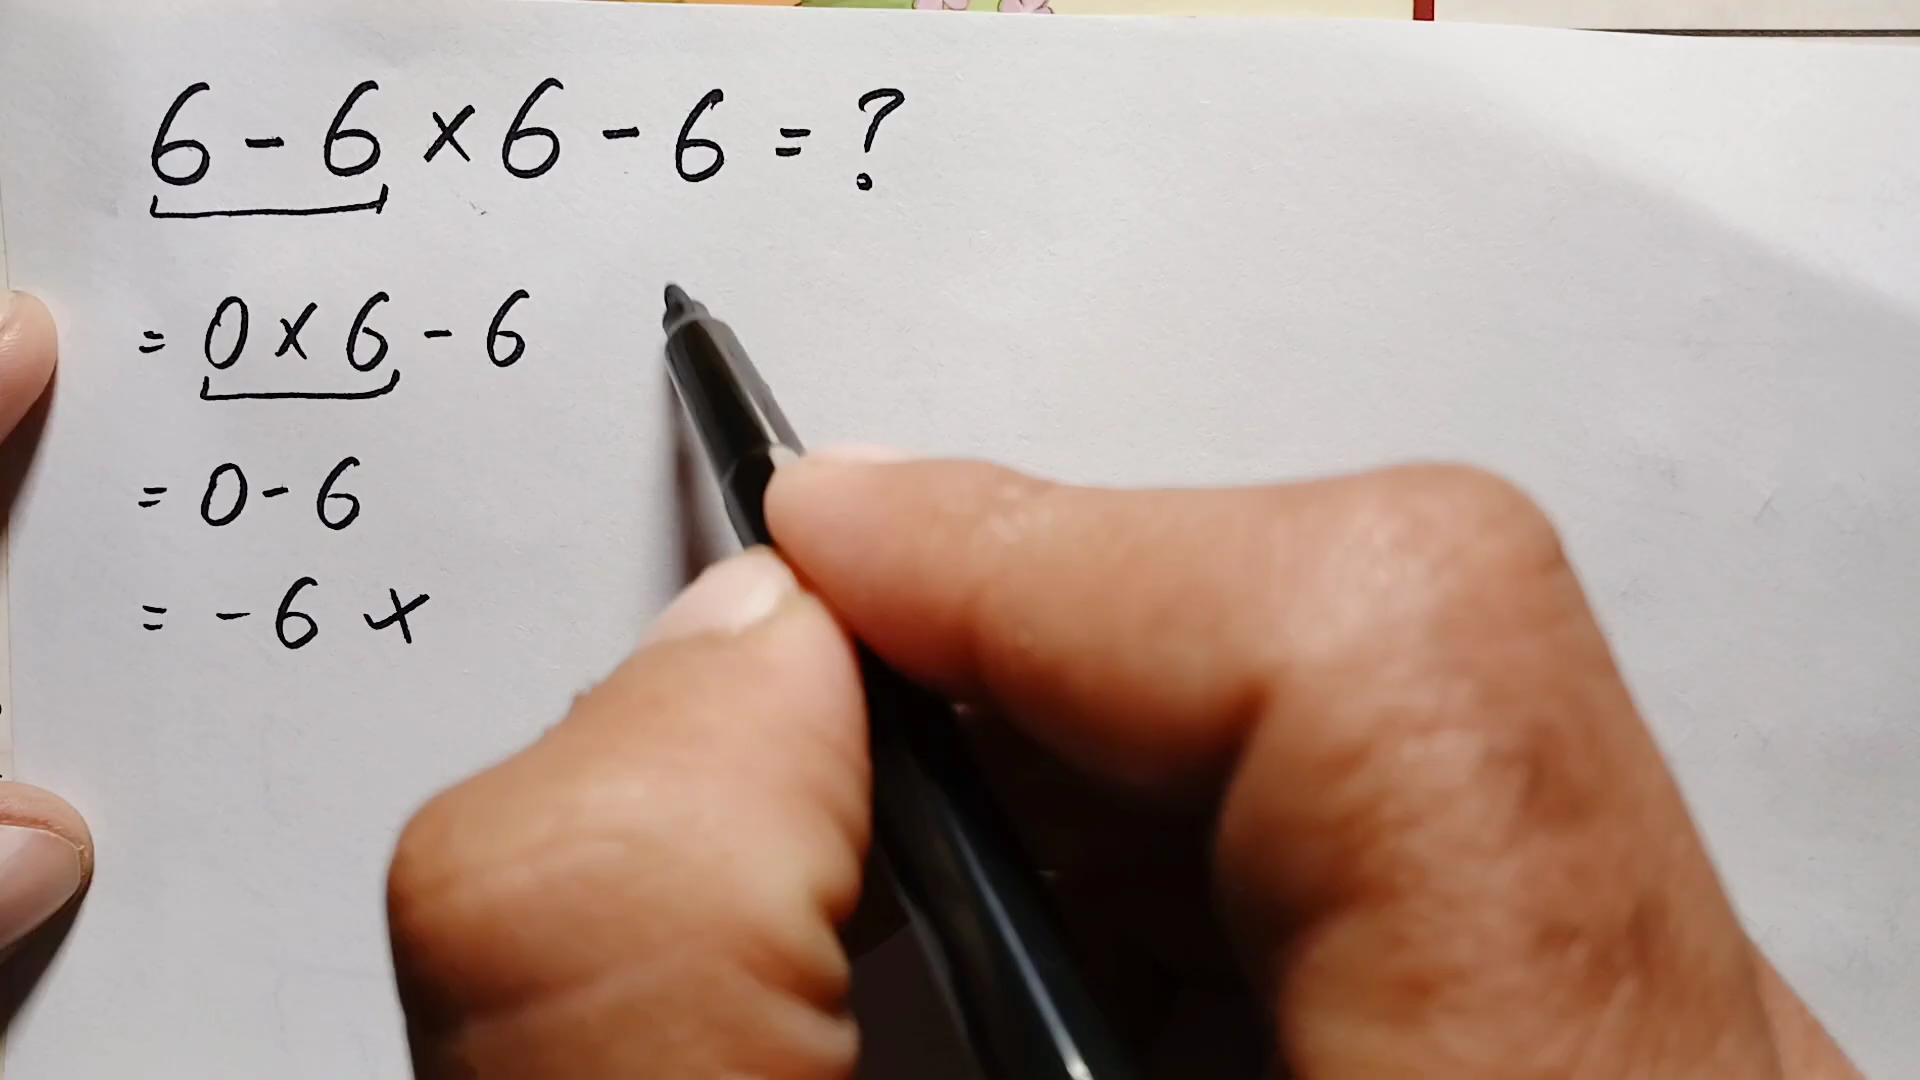 6 - 6 × 6 - 6 = ?
= 0 × 6 - 6
= 0 - 6
= - 6 ×